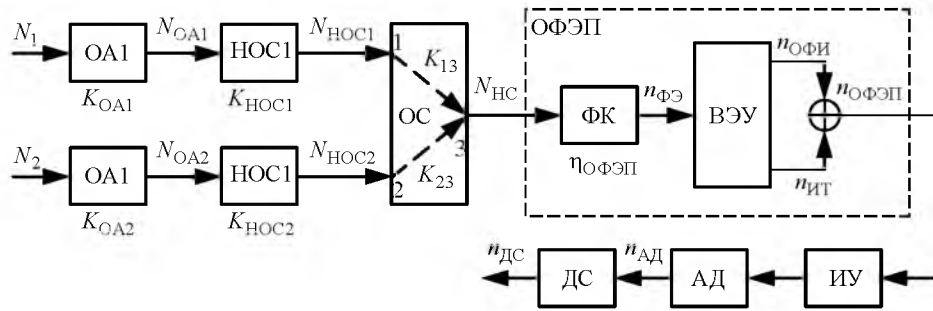 ОФЭП
N1 NОА1 NНОС1
ОА1 НОС1 1 K13
KОА1 KНОС1
NНС nФЭ nОФИ nОФЭП
ОС ФК ВЭУ
ηОФЭП
N2 NОА2 NНОС2 3
ОА1 НОС1 2 K23 nИТ
KОА2 KНОС2
nДС nАД
ДС АД ИУ